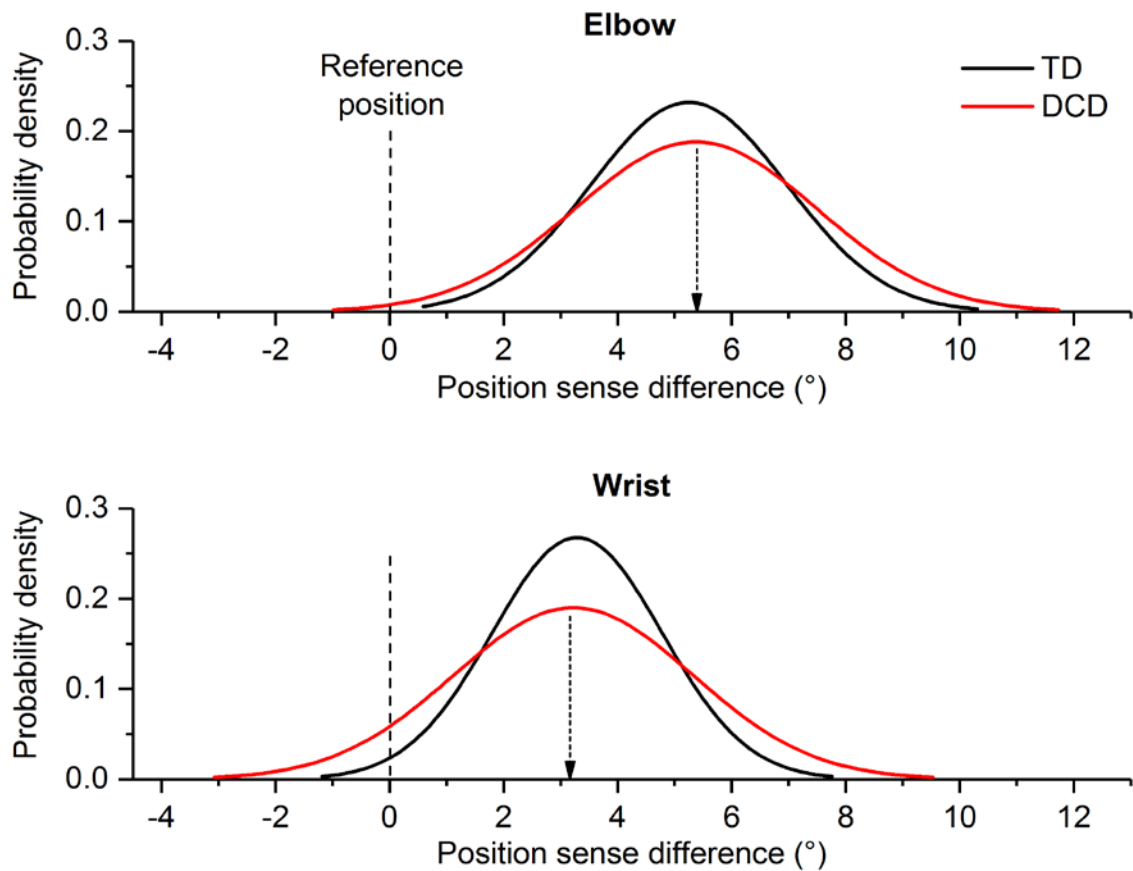 Elbow
0.3
0.2
0.1
0.0
Probability density
Reference
position
TD
DCD
-4 -2 0 2 4 6 8 10 12
Position sense difference (°)
Wrist
0.3
0.2
0.1
0.0
Probability density
-4 -2 0 2 4 6 8 10 12
Position sense difference (°)